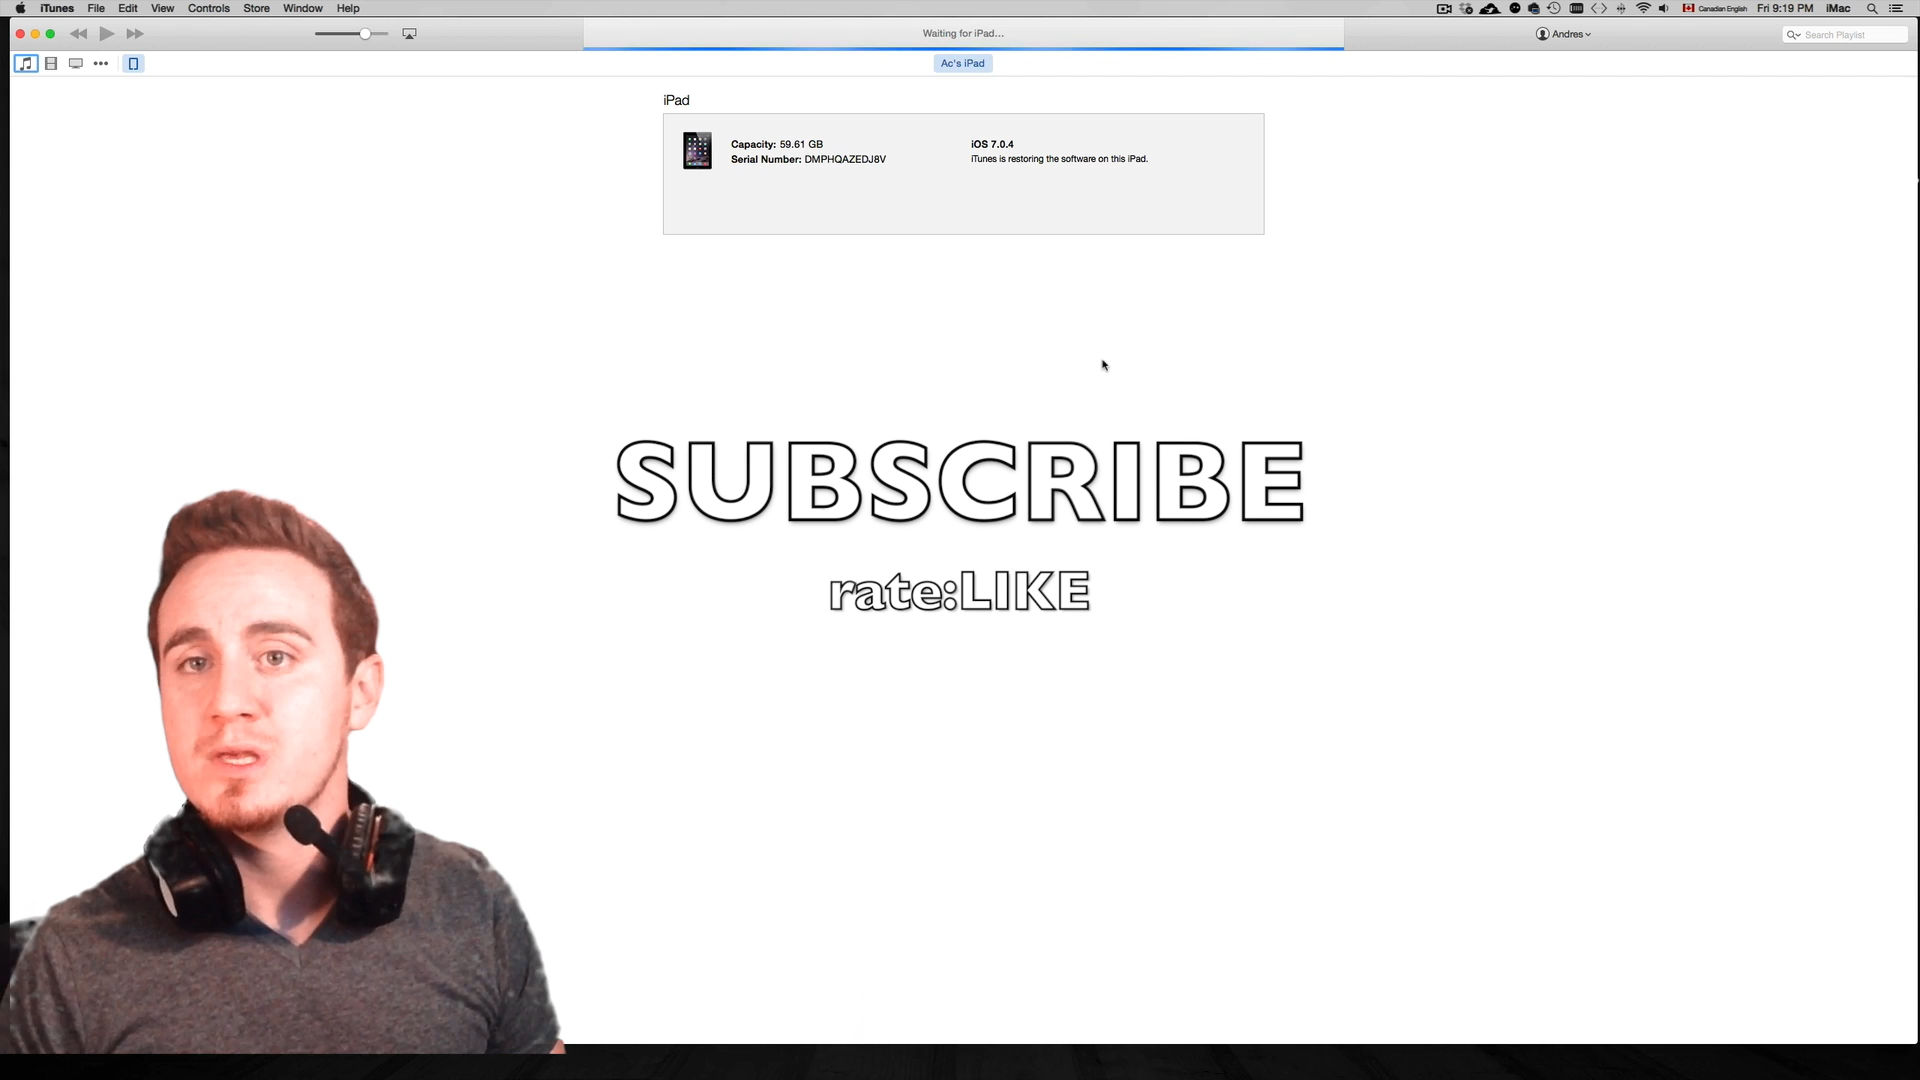 iTunes File Edit View Controls Store Window Help
Canadian English Fri 9:19 PM iMac
Waiting for iPad...
Andres
Search Playlist
Ac's iPad
iPad
Capacity: 59.61 GB
iOS 7.0.4
Serial Number: DMPHQAZEDJ8V
iTunes is restoring the software on this iPad.
SUBSCRIBE
rate:LIKE